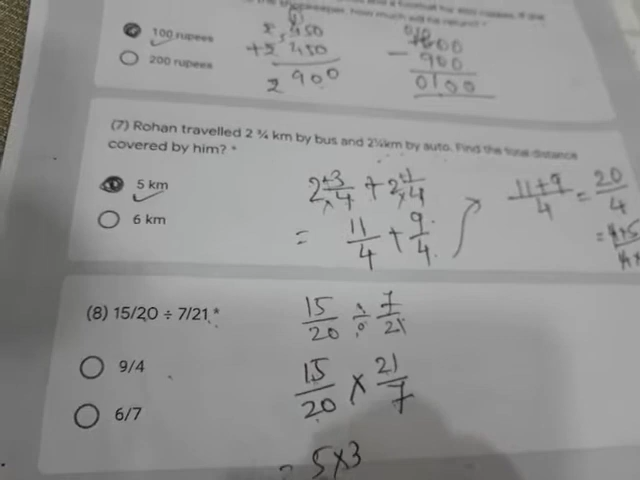 100 rupees
200 rupees
450
+2 450
2900
900
0100
(7) Rohan travelled 2 ¾ km by bus and 2¼km by auto. Find the total distance
covered by him? *
5 km
6 km
2 3/4 + 2 1/4
= 11/4 + 9/4
11+9/4 = 20/4
(8) 15/20 ÷ 7/21 *
9/4
6/7
15/20 ÷ 7/21
15/20 × 21/7
= 5×3